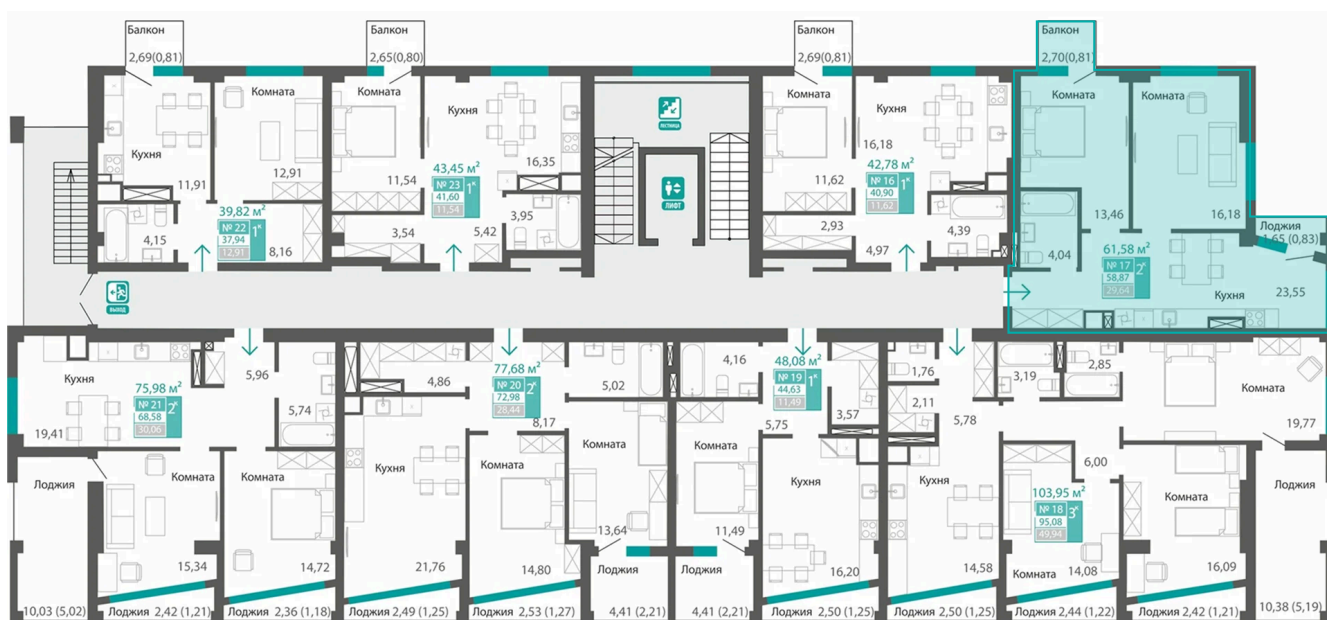 Балкон
2,69(0,81)
Кухня
11,91
Комната
12,91
4,15
39,82 м²
№ 22
37,94
12,91
1ᵏ
8,16
Балкон
2,65(0,80)
Комната
11,54
Кухня
16,35
43,45 м²
№ 23
41,60
11,54
1ᵏ
3,54
5,42
3,95
лестница
ЛИФТ
Балкон
2,69(0,81)
Комната
11,62
Кухня
16,18
42,78 м²
№ 16
40,90
11,62
1ᵏ
2,93
4,97
4,39
Балкон
2,70(0,81)
Комната
13,46
Комната
16,18
Лоджия
1,65 (0,83)
4,04
61,58 м²
№ 17
58,87
29,64
2ᵏ
Кухня
23,55
ВЫХОД
Кухня
19,41
75,98 м²
№ 21
68,58
30,06
2ᵏ
5,96
5,74
Лоджия
10,03 (5,02)
Комната
15,34
Комната
14,72
Лоджия 2,42 (1,21)
Лоджия 2,36 (1,18)
4,86
77,68 м²
№ 20
72,98
28,44
2ᵏ
8,17
5,02
Кухня
21,76
Комната
14,80
Комната
13,64
Лоджия 2,49 (1,25)
Лоджия 2,53 (1,27)
Лоджия
4,41 (2,21)
4,16
48,08 м²
№ 19
44,63
11,49
1ᵏ
5,75
3,57
Комната
11,49
Кухня
16,20
Лоджия
4,41 (2,21)
Лоджия 2,50 (1,25)
1,76
2,11
5,78
3,19
2,85
Комната
19,77
6,00
103,95 м²
№ 18
95,08
49,94
3ᵏ
Кухня
14,58
Комната 14,08
Комната
16,09
Лоджия
10,38 (5,19)
Лоджия 2,50 (1,25)
Лоджия 2,44 (1,22)
Лоджия 2,42 (1,21)